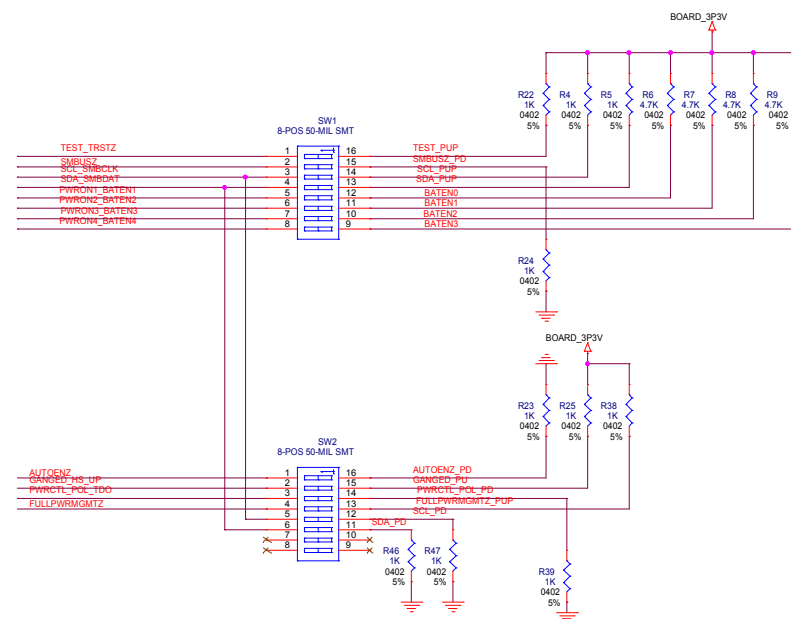 BOARD_3P3V
R22 R4 R5 R6 R7 R8 R9
1K 1K 1K 4.7K 4.7K 4.7K 4.7K
0402 0402 0402 0402 0402 0402 0402
5% 5% 5% 5% 5% 5% 5%
SW1
8-POS 50-MIL SMT
TEST_TRSTZ 1 16 TEST_PUP
SMBUSZ 2 15 SMBUSZ_PD
SCL_SMBCLK 3 14 SCL_PUP
SDA_SMBDAT 4 13 SDA_PUP
PWRON1_BATEN1 5 12 BATEN0
PWRON2_BATEN2 6 11 BATEN1
PWRON3_BATEN3 7 10 BATEN2
PWRON4_BATEN4 8 9 BATEN3
R24
1K
0402
5%
BOARD_3P3V
R23 R25 R38
1K 1K 1K
0402 0402 0402
5% 5% 5%
SW2
8-POS 50-MIL SMT
AUTOENZ 1 16 AUTOENZ_PD
GANGED_HS_UP 2 15 GANGED_PU
PWRCTL_POL_TDO 3 14 PWRCTL_POL_PD
FULLPWRMGMTZ 4 13 FULLPWRMGMTZ_PUP
5 12 SCL_PD
6 11 SDA_PD
7 10
8 9
R46 R47 R39
1K 1K 1K
0402 0402 0402
5% 5% 5%